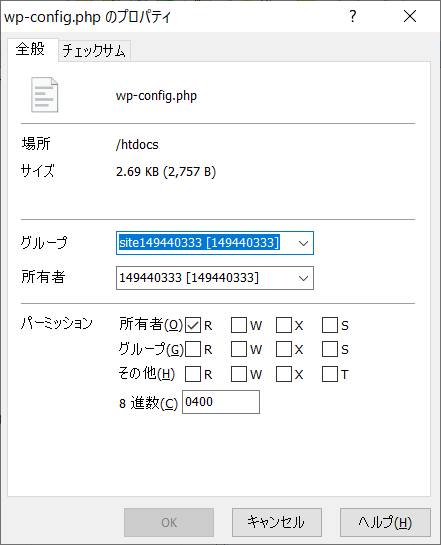 wp-config.php のプロパティ
全般 チェックサム
wp-config.php
場所 /htdocs
サイズ 2.69 KB (2,757 B)
グループ site149440333 [149440333]
所有者 149440333 [149440333]
パーミッション 所有者(O) R W X S
グループ(G) R W X S
その他(H) R W X T
8 進数(C) 0400
OK キャンセル ヘルプ(H)